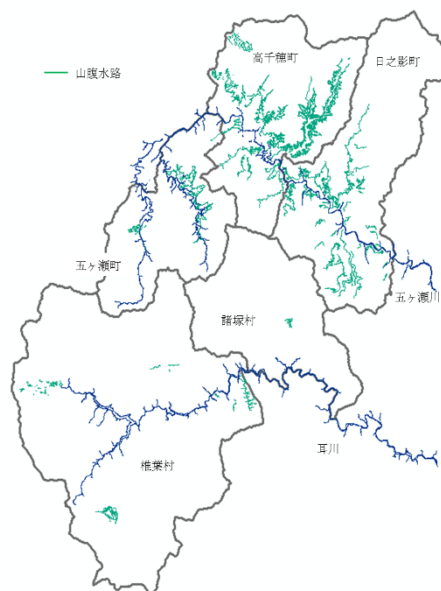 高千穂町
日之影町
山腹水路
五ヶ瀬町
五ヶ瀬川
諸塚村
耳川
椎葉村